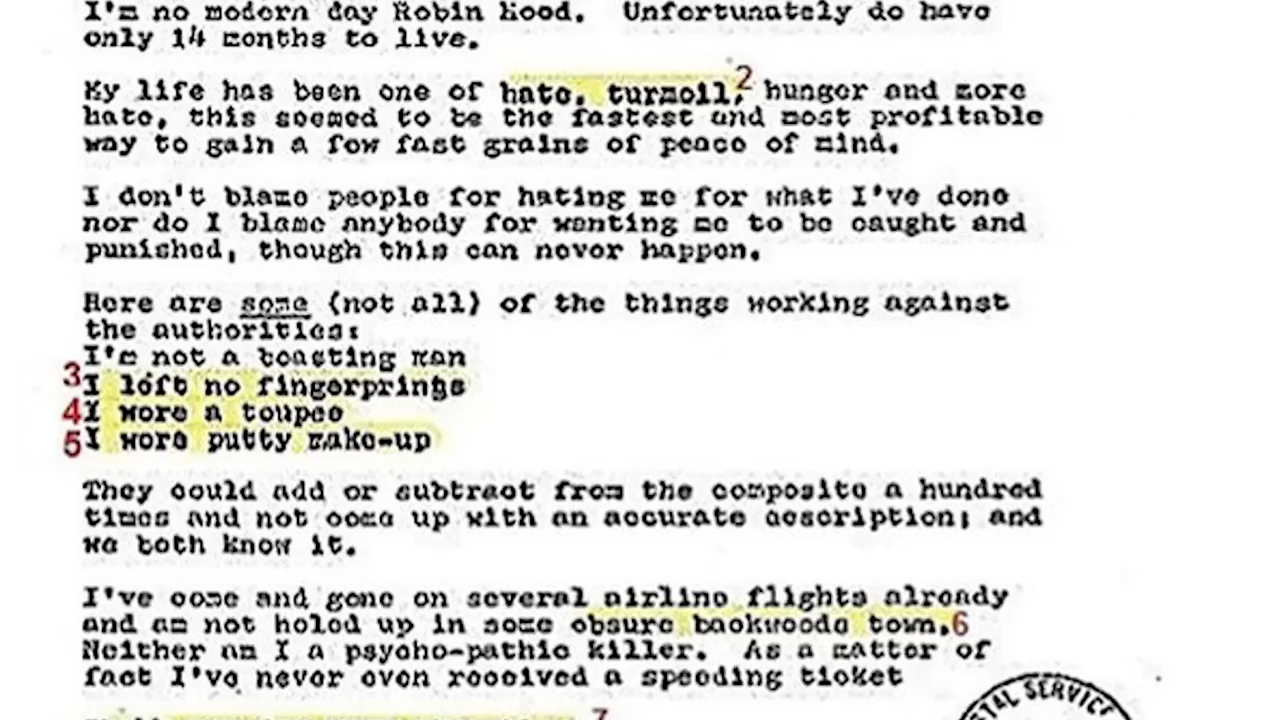 I'm no modern day Robin Hood. Unfortunately do have
only 14 months to live.
My life has been one of hate, turmoil,2 hunger and more
hate, this seemed to be the fastest and most profitable
way to gain a few fast grains of peace of mind.
I don't blame people for hating me for what I've done
nor do I blame anybody for wanting me to be caught and
punished, though this can never happen.
Here are some (not all) of the things working against
the authorities:
I'm not a boasting man
3 I left no fingerprings
4 I wore a toupee
5 I wore putty make-up
They could add or subtract from the composite a hundred
times and not come up with an accurate description; and
we both know it.
I've come and gone on several airline flights already
and am not holed up in some obsure backwoods town.6
Neither am I a psycho-pathic killer. As a matter of
fact I've never even received a speeding ticket
7
TAL SERVICE